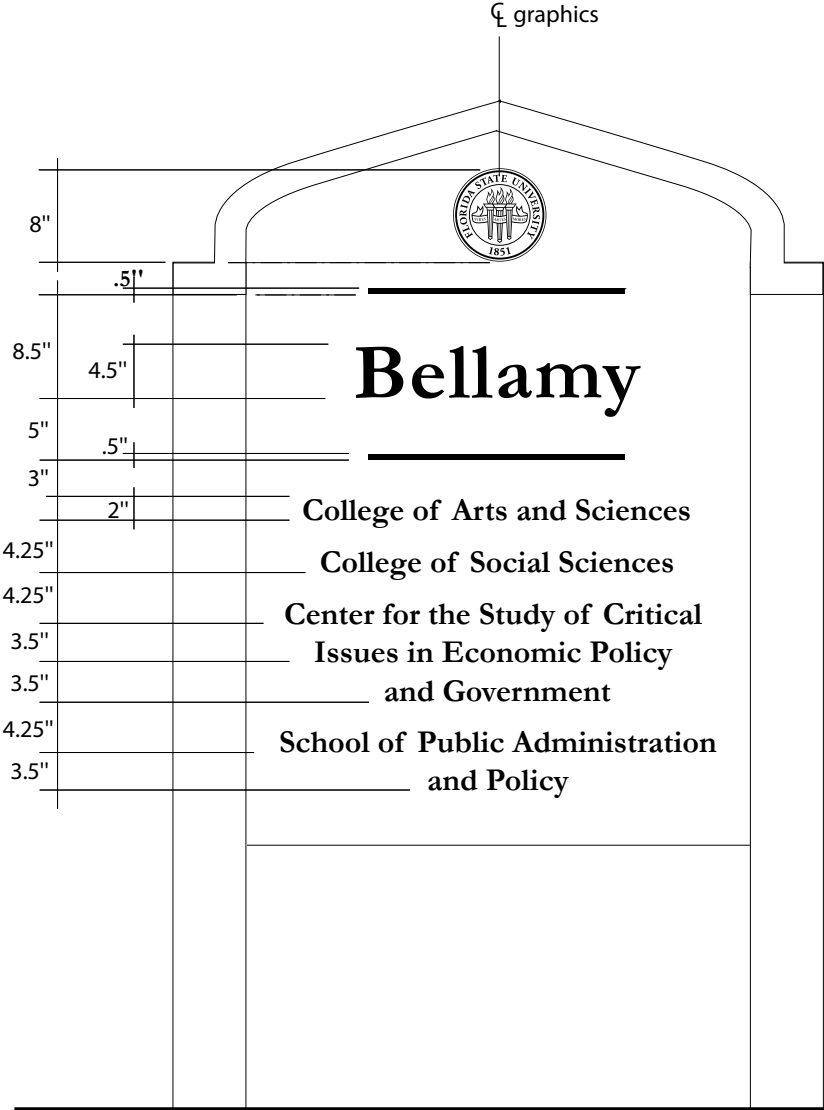 ℄ graphics
FLORIDA STATE UNIVERSITY
1851
8"
.5"
8.5"
4.5"
Bellamy
5"
.5"
3"
2"
College of Arts and Sciences
4.25"
College of Social Sciences
4.25"
Center for the Study of Critical
3.5"
Issues in Economic Policy
3.5"
and Government
4.25"
School of Public Administration
3.5"
and Policy